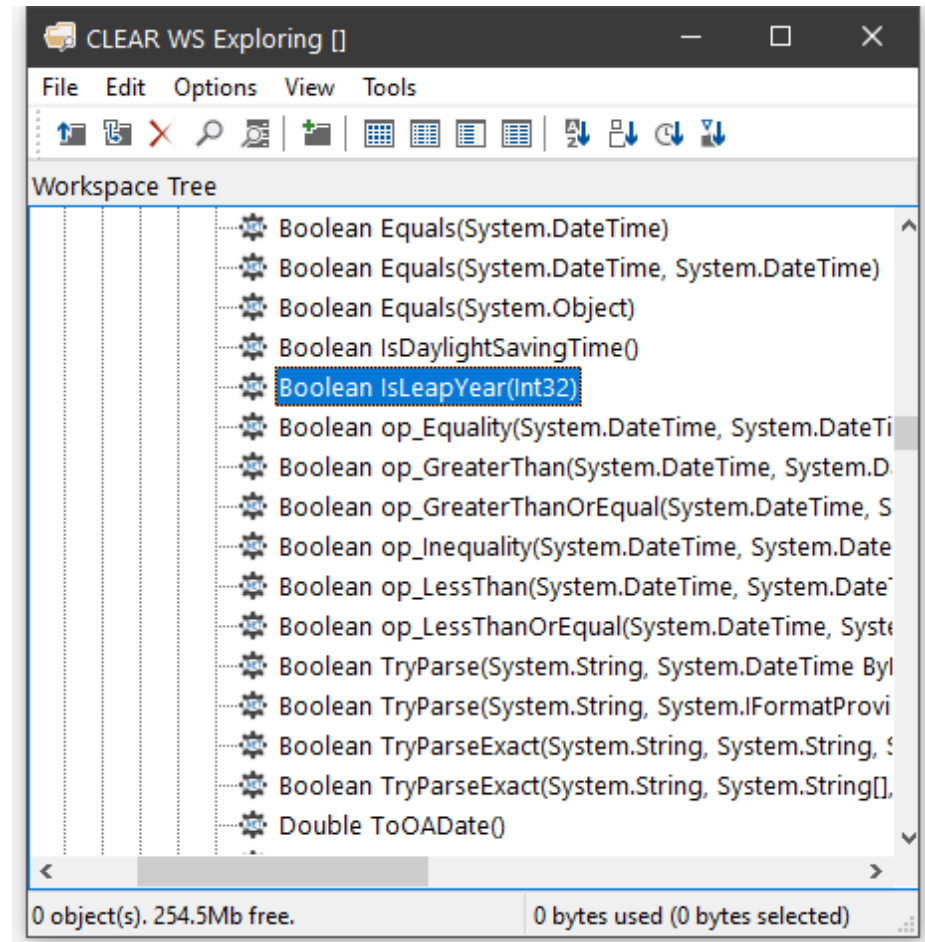 CLEAR WS Exploring []
File Edit Options View Tools
Workspace Tree
Boolean Equals(System.DateTime)
Boolean Equals(System.DateTime, System.DateTime)
Boolean Equals(System.Object)
Boolean IsDaylightSavingTime()
Boolean IsLeapYear(Int32)
Boolean op_Equality(System.DateTime, System.DateTi
Boolean op_GreaterThan(System.DateTime, System.D
Boolean op_GreaterThanOrEqual(System.DateTime, S
Boolean op_Inequality(System.DateTime, System.Date
Boolean op_LessThan(System.DateTime, System.Date
Boolean op_LessThanOrEqual(System.DateTime, Syste
Boolean TryParse(System.String, System.DateTime ByI
Boolean TryParse(System.String, System.IFormatProvi
Boolean TryParseExact(System.String, System.String, S
Boolean TryParseExact(System.String, System.String[],
Double ToOADate()
0 object(s). 254.5Mb free.
0 bytes used (0 bytes selected)